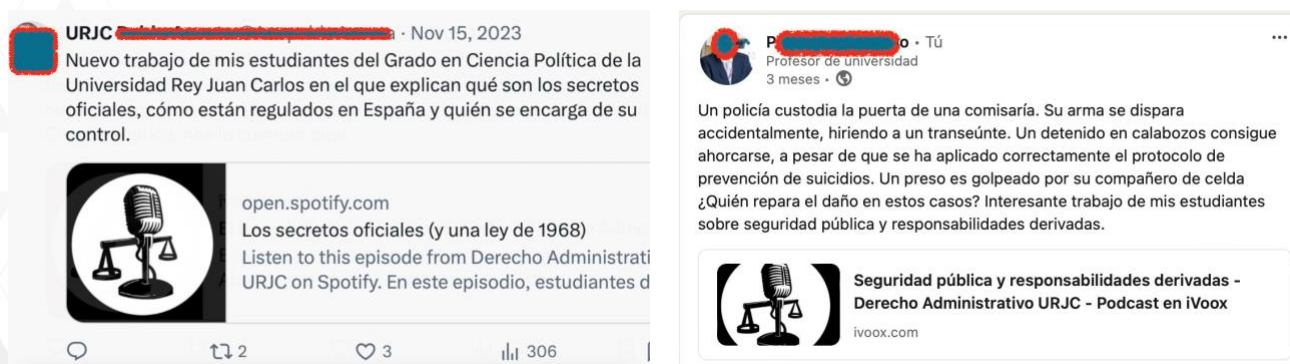 URJC · Nov 15, 2023
Nuevo trabajo de mis estudiantes del Grado en Ciencia Política de la
Universidad Rey Juan Carlos en el que explican qué son los secretos
oficiales, cómo están regulados en España y quién se encarga de su
control.
open.spotify.com
Los secretos oficiales (y una ley de 1968)
Listen to this episode from Derecho Administrati
URJC on Spotify. En este episodio, estudiantes d
2 3 306
P o · Tú
Profesor de universidad
3 meses ·
Un policía custodia la puerta de una comisaría. Su arma se dispara
accidentalmente, hiriendo a un transeúnte. Un detenido en calabozos consigue
ahorcarse, a pesar de que se ha aplicado correctamente el protocolo de
prevención de suicidios. Un preso es golpeado por su compañero de celda
¿Quién repara el daño en estos casos? Interesante trabajo de mis estudiantes
sobre seguridad pública y responsabilidades derivadas.
Seguridad pública y responsabilidades derivadas -
Derecho Administrativo URJC - Podcast en iVoox
ivoox.com